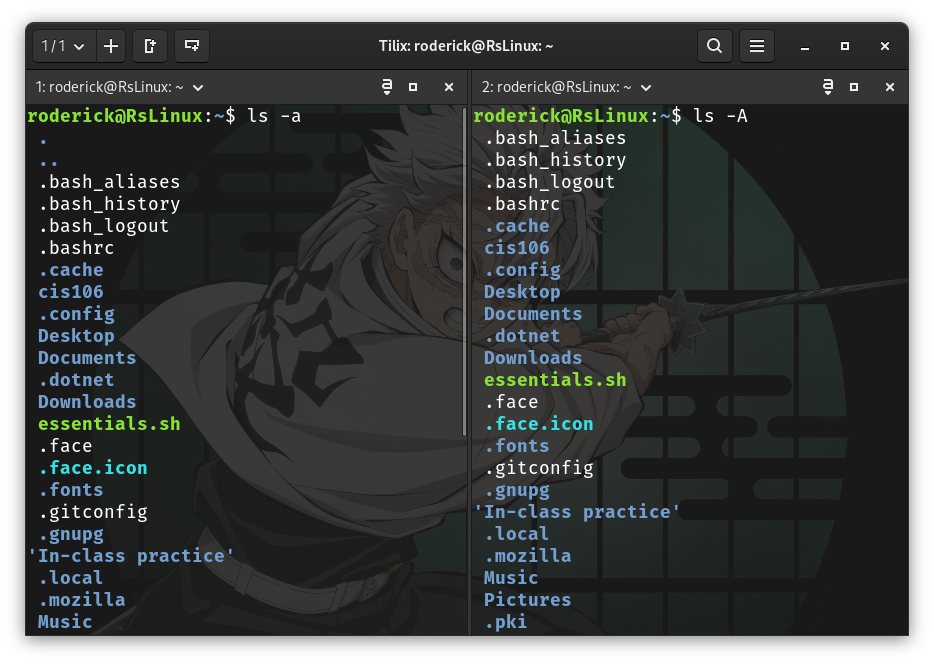 1 / 1
Tilix: roderick@RsLinux: ~
1: roderick@RsLinux: ~
roderick@RsLinux:~$ ls -a
.
..
.bash_aliases
.bash_history
.bash_logout
.bashrc
.cache
cis106
.config
Desktop
Documents
.dotnet
Downloads
essentials.sh
.face
.face.icon
.fonts
.gitconfig
.gnupg
'In-class practice'
.local
.mozilla
Music
2: roderick@RsLinux: ~
roderick@RsLinux:~$ ls -A
.bash_aliases
.bash_history
.bash_logout
.bashrc
.cache
cis106
.config
Desktop
Documents
.dotnet
Downloads
essentials.sh
.face
.face.icon
.fonts
.gitconfig
.gnupg
'In-class practice'
.local
.mozilla
Music
Pictures
.pki